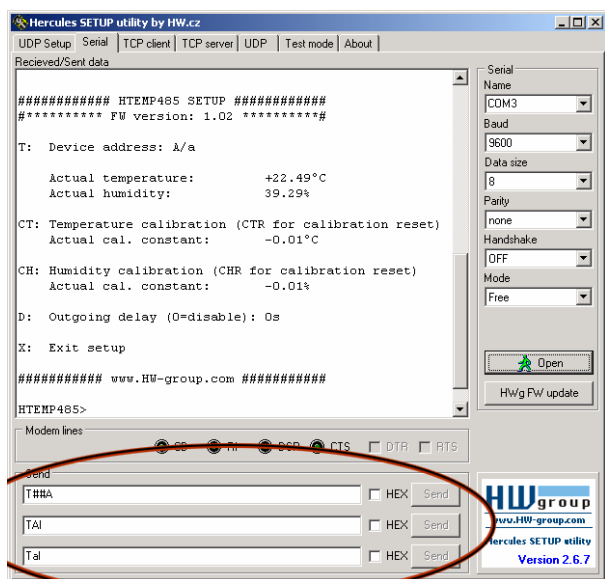 Hercules SETUP utility by HW.cz
UDP Setup Serial TCP client TCP server UDP Test mode About
Recieved/Sent data
############ HTEMP485 SETUP ############
#********** FW version: 1.02 **********#
T: Device address: A/a
Actual temperature: +22.49°C
Actual humidity: 39.29%
CT: Temperature calibration (CTR for calibration reset)
Actual cal. constant: -0.01°C
CH: Humidity calibration (CHR for calibration reset)
Actual cal. constant: -0.01%
D: Outgoing delay (0=disable): 0s
X: Exit setup
########### www.HW-group.com ###########
HTEMP485>
Serial
Name
COM3
Baud
9600
Data size
8
Parity
none
Handshake
OFF
Mode
Free
Open
HWg FW update
Modem lines
CD RI DSR CTS DTR RTS
Send
T##A HEX Send
TAI HEX Send
TaI HEX Send
HW group
www.HW-group.com
Hercules SETUP utility
Version 2.6.7